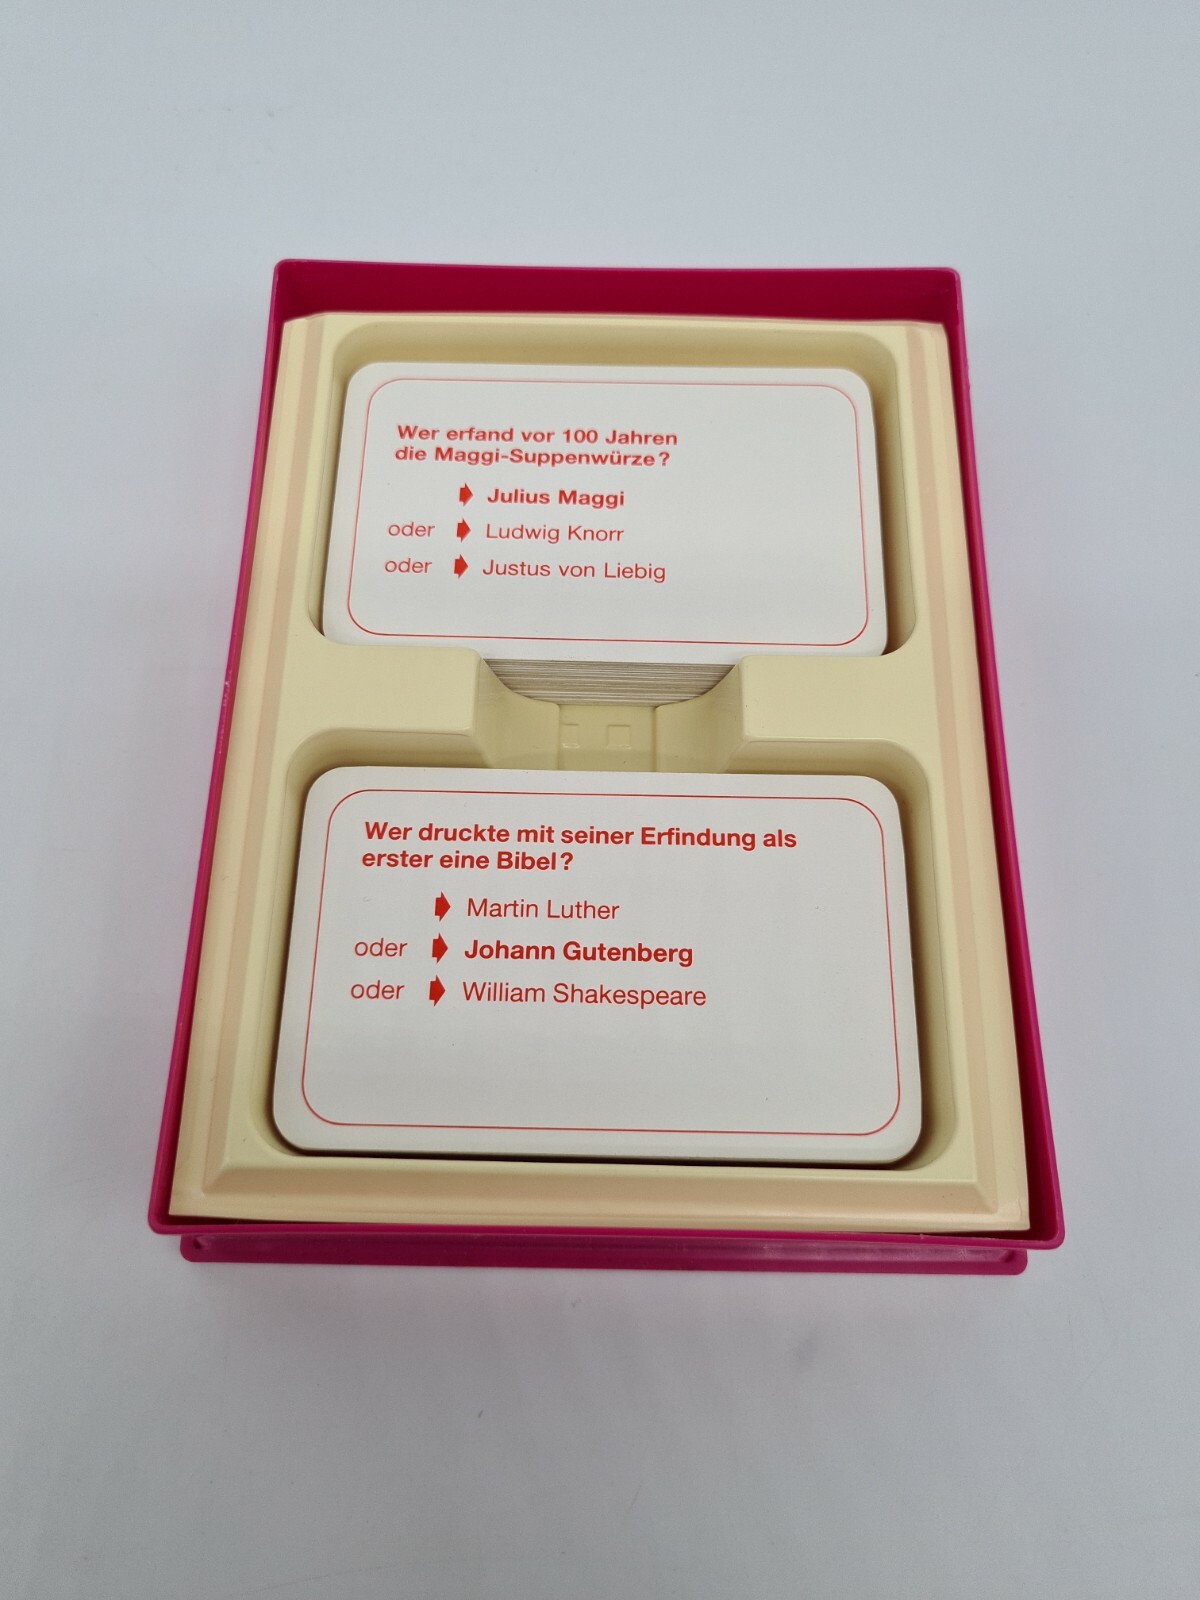 Wer erfand vor 100 Jahren
die Maggi-Suppenwürze?
Julius Maggi
oder Ludwig Knorr
oder Justus von Liebig
Wer druckte mit seiner Erfindung als
erster eine Bibel?
Martin Luther
oder Johann Gutenberg
oder William Shakespeare